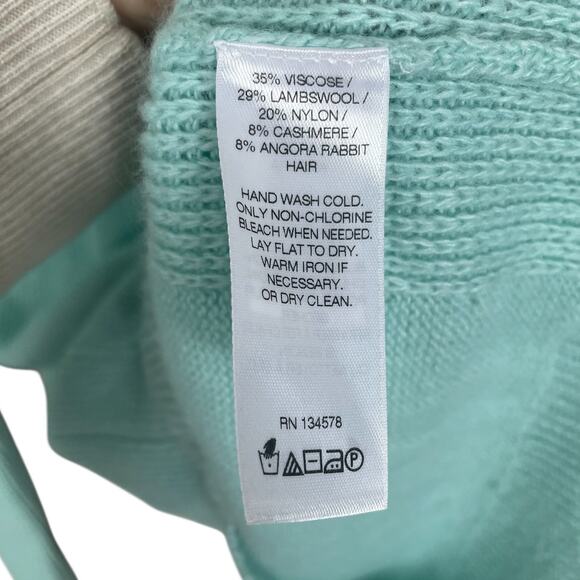 35% VISCOSE /
29% LAMBSWOOL /
20% NYLON /
8% CASHMERE /
8% ANGORA RABBIT
HAIR
HAND WASH COLD.
ONLY NON-CHLORINE
BLEACH WHEN NEEDED.
LAY FLAT TO DRY.
WARM IRON IF
NECESSARY.
OR DRY CLEAN.
RN 134578
P